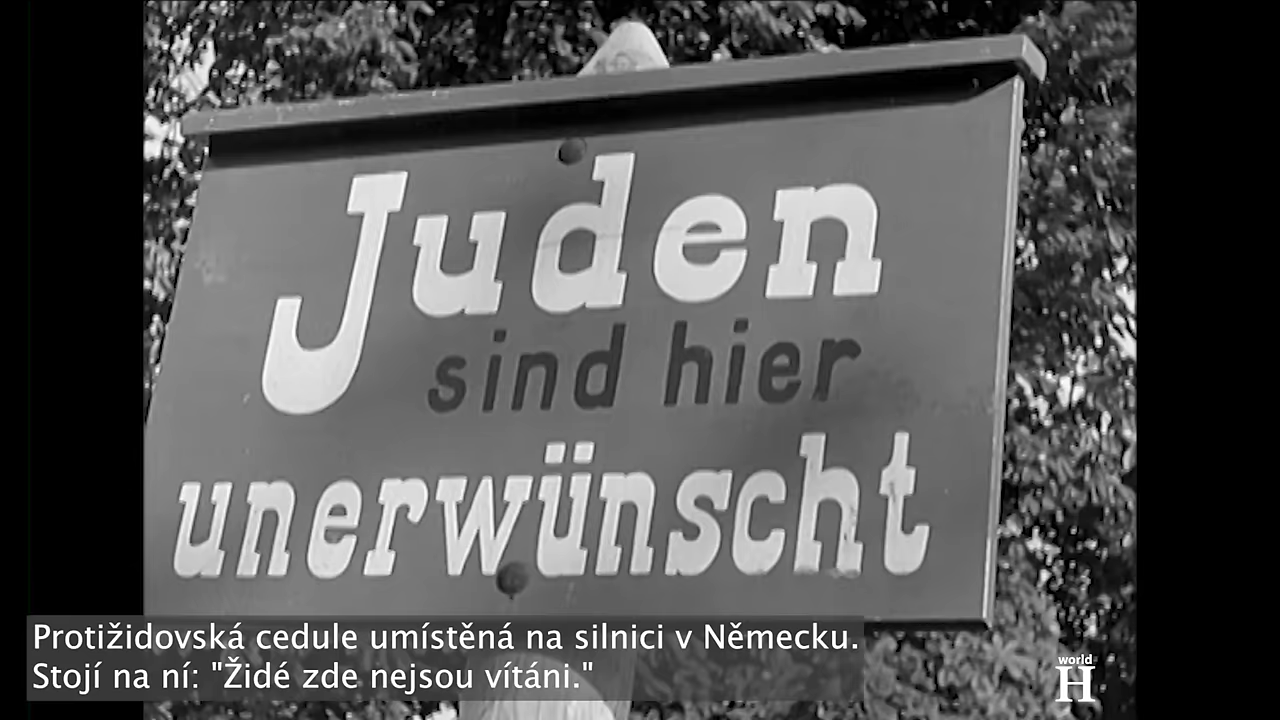 Juden
sind hier
unerwünscht
Protižidovská cedule umístěná na silnici v Německu.
Stojí na ní: "Židé zde nejsou vítáni."
world
H